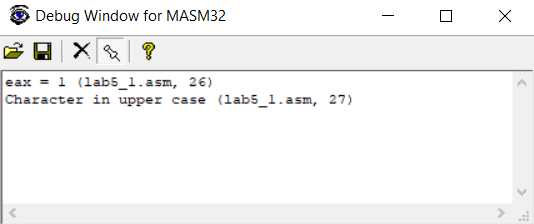 Debug Window for MASM32
eax = 1 (lab5_1.asm, 26)
Character in upper case (lab5_1.asm, 27)